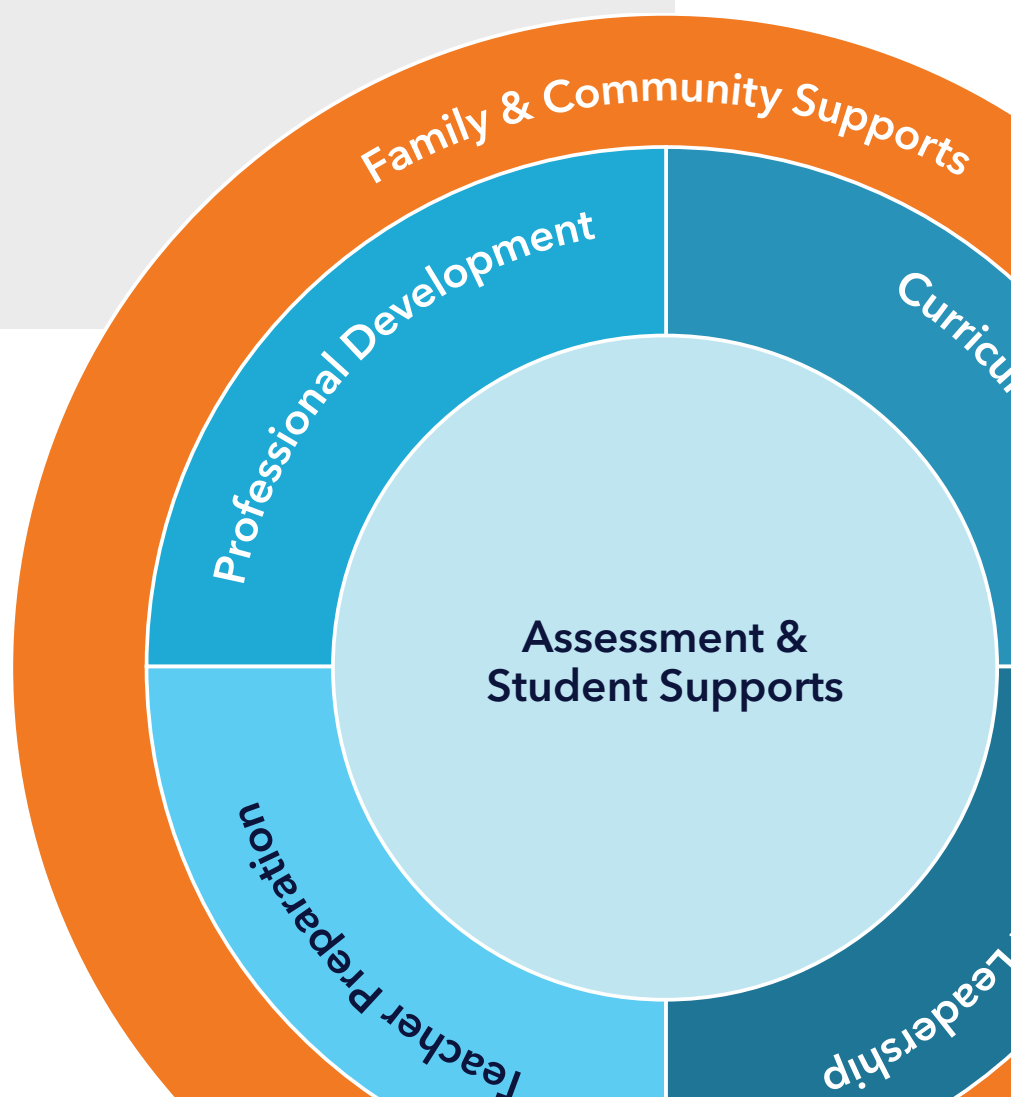 Family & Community Supports
Professional Development
Assessment &
Student Supports
Teacher Preparation
Leadership